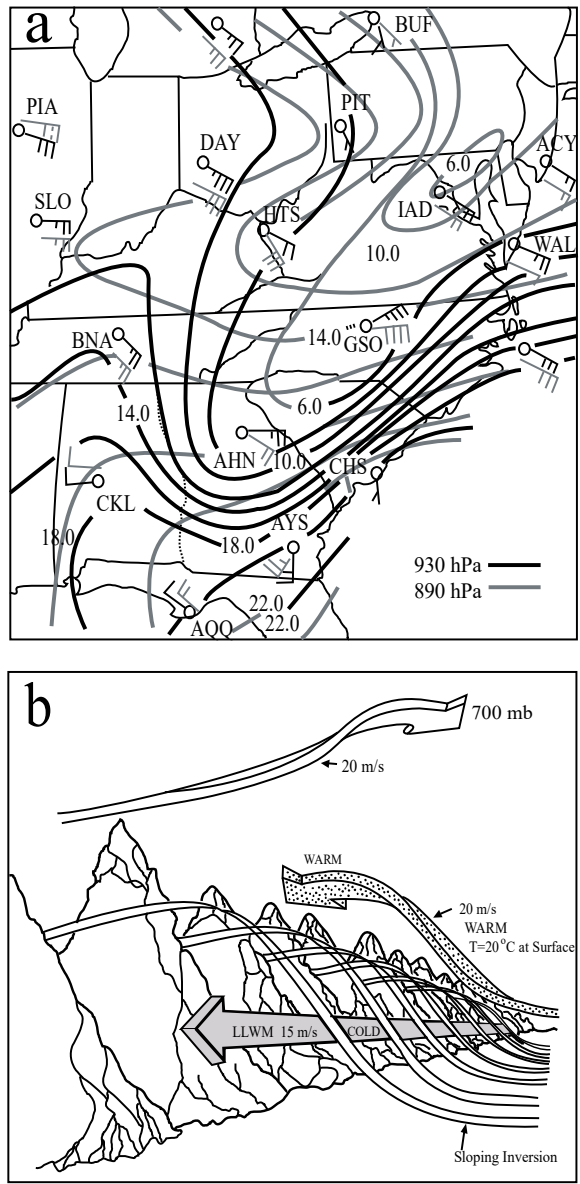 a
BUF
PIA
PIT
DAY
ACY
6.0
SLO
IAD
HTS
10.0
WAL
14.0
GSO
BNA
6.0
14.0
AHN
10.0
CHS
CKL
AYS
18.0
18.0
930 hPa
890 hPa
22.0
22.0
AQQ
b
700 mb
20 m/s
WARM
20 m/s
WARM
T=20°C at Surface
LLWM 15 m/s
COLD
Sloping Inversion